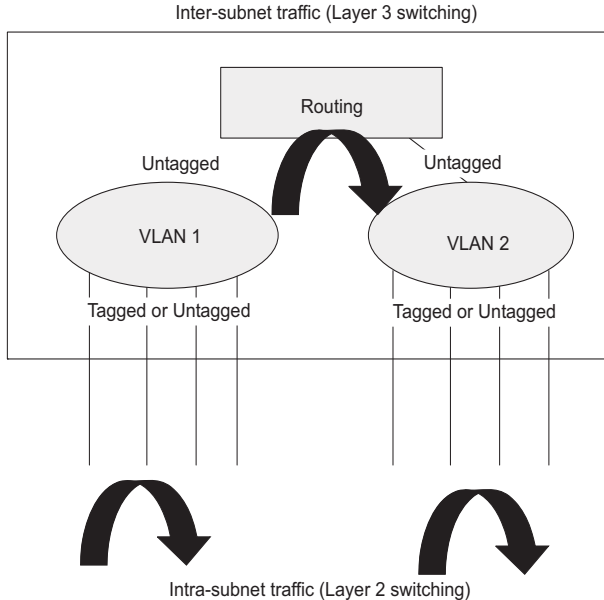 Inter-subnet traffic (Layer 3 switching)
Routing
Untagged
Untagged
VLAN 1
VLAN 2
Tagged or Untagged
Tagged or Untagged
Intra-subnet traffic (Layer 2 switching)